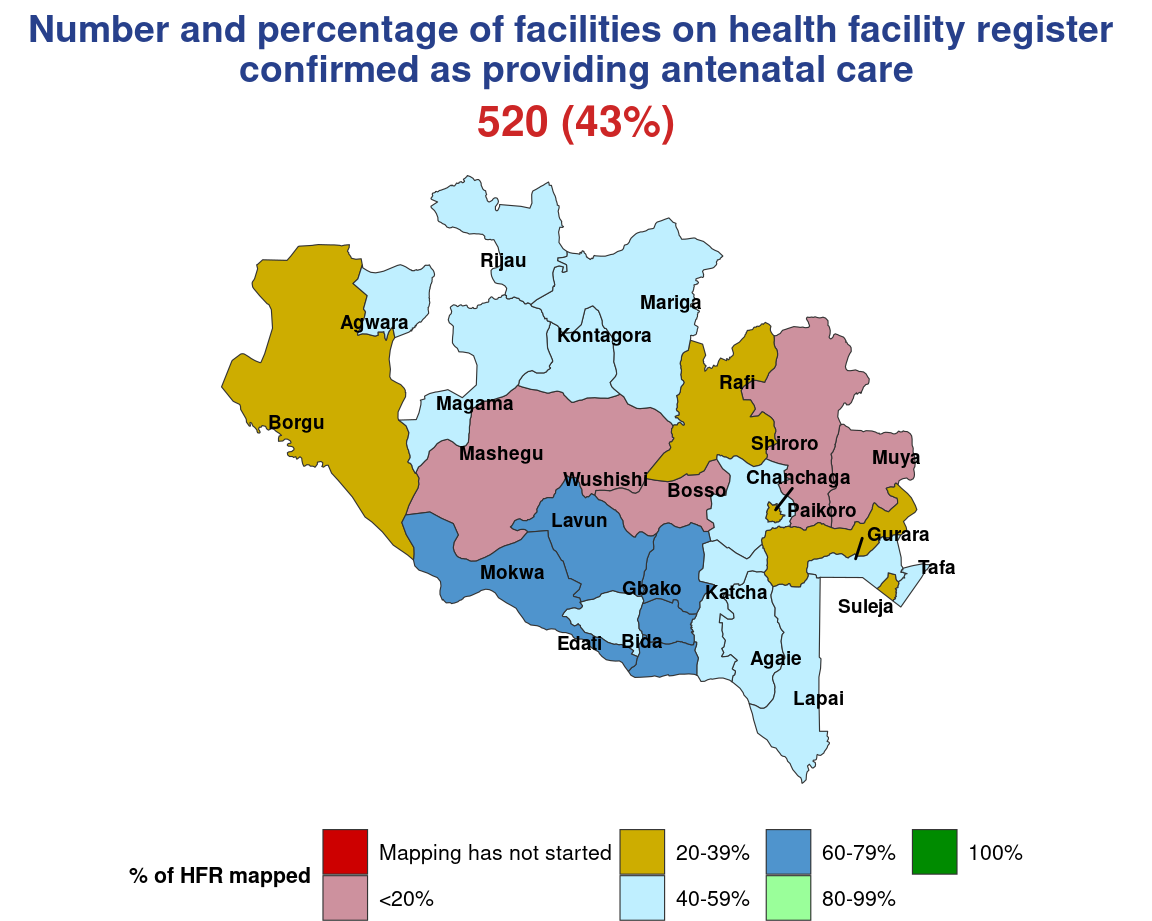 Number and percentage of facilities on health facility register
confirmed as providing antenatal care
520 (43%)
Rijau
Mariga
Agwara
Kontagora
Rafi
Magama
Borgu
Shiroro
Mashegu
Muya
Chanchaga
Wushishi
Bosso
Paikoro
Lavun
Gurara
Tafa
Mokwa
Gbako
Katcha
Suleja
Edati
Bida
Agaie
Lapai
% of HFR mapped
Mapping has not started
<20%
20-39%
40-59%
60-79%
80-99%
100%